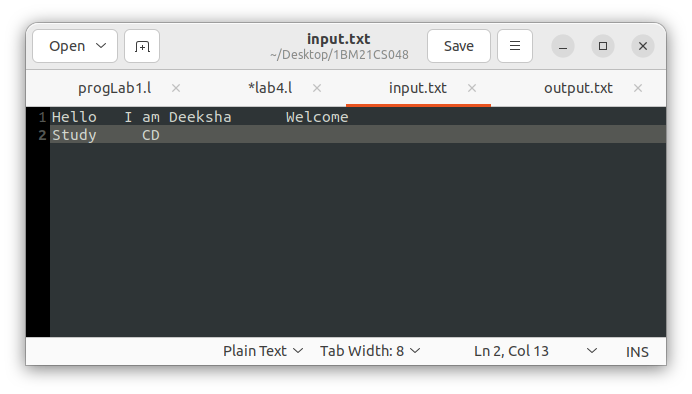 Open
input.txt
~/Desktop/1BM21CS048
Save
progLab1.l
*lab4.l
input.txt
output.txt
1 Hello   I am Deeksha      Welcome
2 Study     CD
Plain Text
Tab Width: 8
Ln 2, Col 13
INS